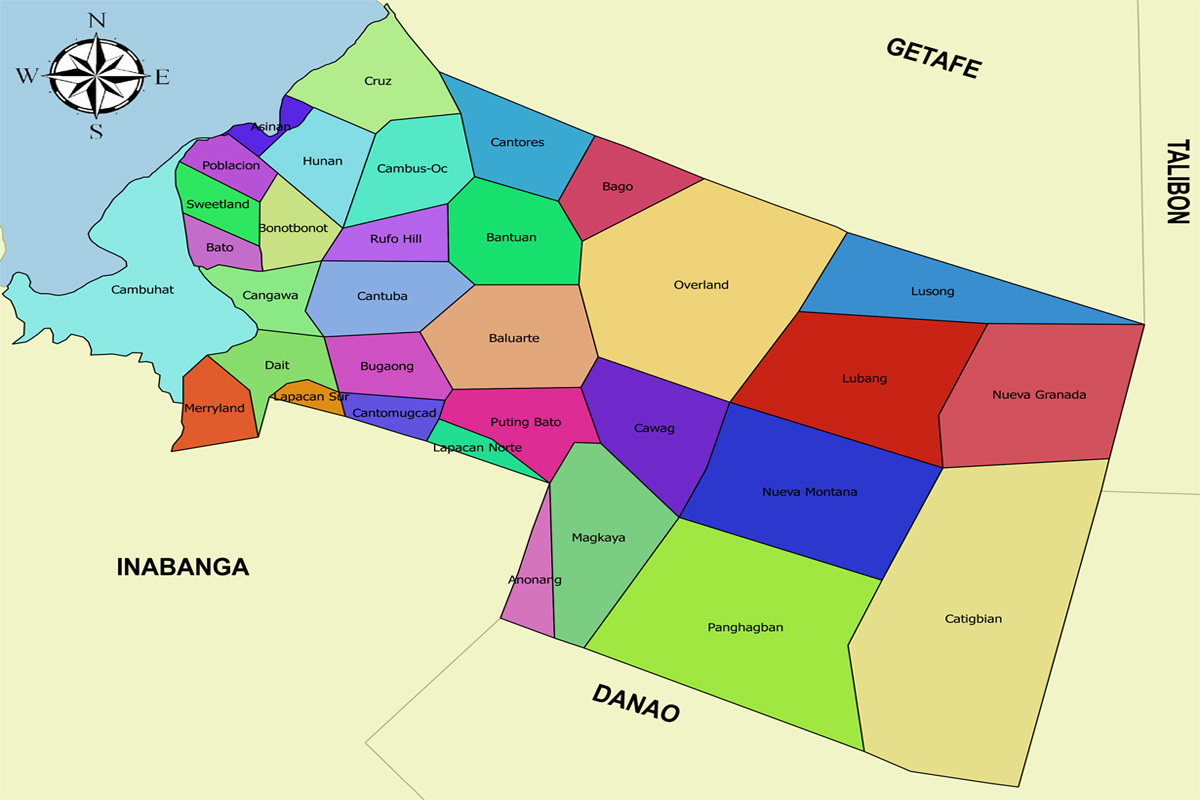 N
W
E
S
GETAFE
TALIBON
Cruz
Asinan
Cantores
Hunan
Poblacion
Cambus-Oc
Bago
Sweetland
Bonotbonot
Rufo Hill
Bantuan
Bato
Cambuhat
Cangawa
Cantuba
Overland
Lusong
Baluarte
Dait
Bugaong
Lubang
Nueva Granada
Lapacan Sur
Merryland
Cantomugcad
Puting Bato
Cawag
Lapacan Norte
Nueva Montana
Magkaya
INABANGA
Anonang
Catigbian
Panghagban
DANAO